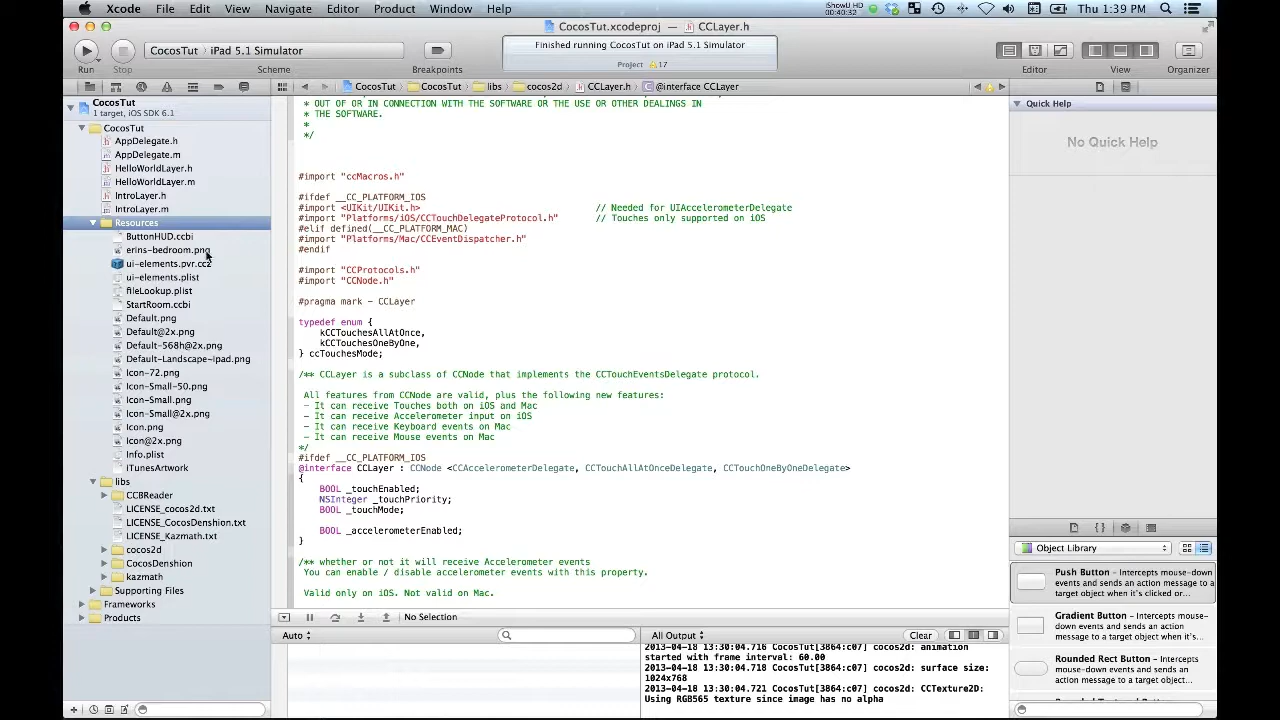 Xcode File Edit View Navigate Editor Product Window Help
iShowU HD
00:40:32
Thu 1:39 PM
CocosTut.xcodeproj — CCLayer.h
CocosTut iPad 5.1 Simulator
Finished running CocosTut on iPad 5.1 Simulator
Project 17
Run Stop Scheme Breakpoints Editor View Organizer
CocosTut CocosTut libs cocos2d CCLayer.h @interface CCLayer
CocosTut
1 target, iOS SDK 6.1
CocosTut
AppDelegate.h
AppDelegate.m
HelloWorldLayer.h
HelloWorldLayer.m
IntroLayer.h
IntroLayer.m
Resources
ButtonHUD.ccbi
erins-bedroom.png
ui-elements.pvr.ccz
ui-elements.plist
fileLookup.plist
StartRoom.ccbi
Default.png
Default@2x.png
Default-568h@2x.png
Default-Landscape-ipad.png
Icon-72.png
Icon-Small-50.png
Icon-Small.png
Icon-Small@2x.png
Icon.png
Icon@2x.png
Info.plist
iTunesArtwork
libs
CCBReader
LICENSE_cocos2d.txt
LICENSE_CocosDenshion.txt
LICENSE_Kazmath.txt
cocos2d
CocosDenshion
kazmath
Supporting Files
Frameworks
Products
* OUT OF OR IN CONNECTION WITH THE SOFTWARE OR THE USE OR OTHER DEALINGS IN
* THE SOFTWARE.
*
*/
#import "ccMacros.h"
#ifdef __CC_PLATFORM_IOS
#import <UIKit/UIKit.h> // Needed for UIAccelerometerDelegate
#import "Platforms/iOS/CCTouchDelegateProtocol.h" // Touches only supported on iOS
#elif defined(__CC_PLATFORM_MAC)
#import "Platforms/Mac/CCEventDispatcher.h"
#endif
#import "CCProtocols.h"
#import "CCNode.h"
#pragma mark - CCLayer
typedef enum {
kCCTouchesAllAtOnce,
kCCTouchesOneByOne,
} ccTouchesMode;
/** CCLayer is a subclass of CCNode that implements the CCTouchEventsDelegate protocol.
All features from CCNode are valid, plus the following new features:
- It can receive Touches both on iOS and Mac
- It can receive Accelerometer input on iOS
- It can receive Keyboard events on Mac
- It can receive Mouse events on Mac
*/
#ifdef __CC_PLATFORM_IOS
@interface CCLayer : CCNode <CCAccelerometerDelegate, CCTouchAllAtOnceDelegate, CCTouchOneByOneDelegate>
{
BOOL _touchEnabled;
NSInteger _touchPriority;
BOOL _touchMode;
BOOL _accelerometerEnabled;
}
/** whether or not it will receive Accelerometer events
You can enable / disable accelerometer events with this property.
Valid only on iOS. Not valid on Mac.
No Selection
Auto
All Output
Clear
2013-04-18 13:30:04.716 CocosTut[3864:c07] cocos2d: animation
started with frame interval: 60.00
2013-04-18 13:30:04.718 CocosTut[3864:c07] cocos2d: surface size:
1024x768
2013-04-18 13:30:04.721 CocosTut[3864:c07] cocos2d: CCTexture2D:
Using RGB565 texture since image has no alpha
Quick Help
No Quick Help
Object Library
Push Button - Intercepts mouse-down
events and sends an action message to a
target object when it's clicked or...
Gradient Button - Intercepts mouse-
down events and sends an action
message to a target object when it's...
Rounded Rect Button - Intercepts
mouse-down events and sends an
action message to a target object...